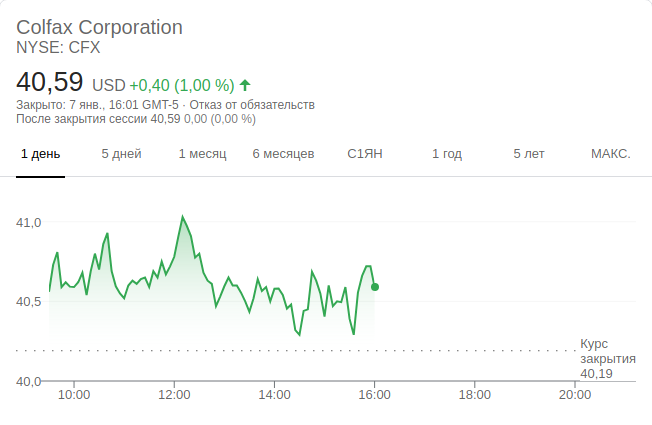 Colfax Corporation
NYSE: CFX
40,59 USD +0,40 (1,00 %)
Закрыто: 7 янв., 16:01 GMT-5 · Отказ от обязательств
После закрытия сессии 40,59 0,00 (0,00 %)
1 день 5 дней 1 месяц 6 месяцев С1ЯН 1 год 5 лет МАКС.
41,0
40,5
Курс
закрытия
40,19
40,0
10:00 12:00 14:00 16:00 18:00 20:00